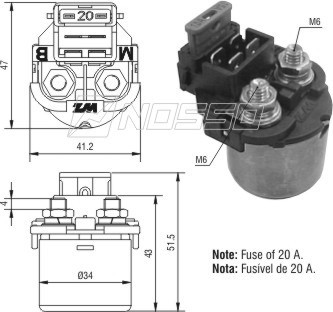 20
M
B
ZM
47
41.2
M6
M6
NOSSO
4
Ø34
43
51.5
Note: Fuse of 20 A.
Nota: Fusível de 20 A.